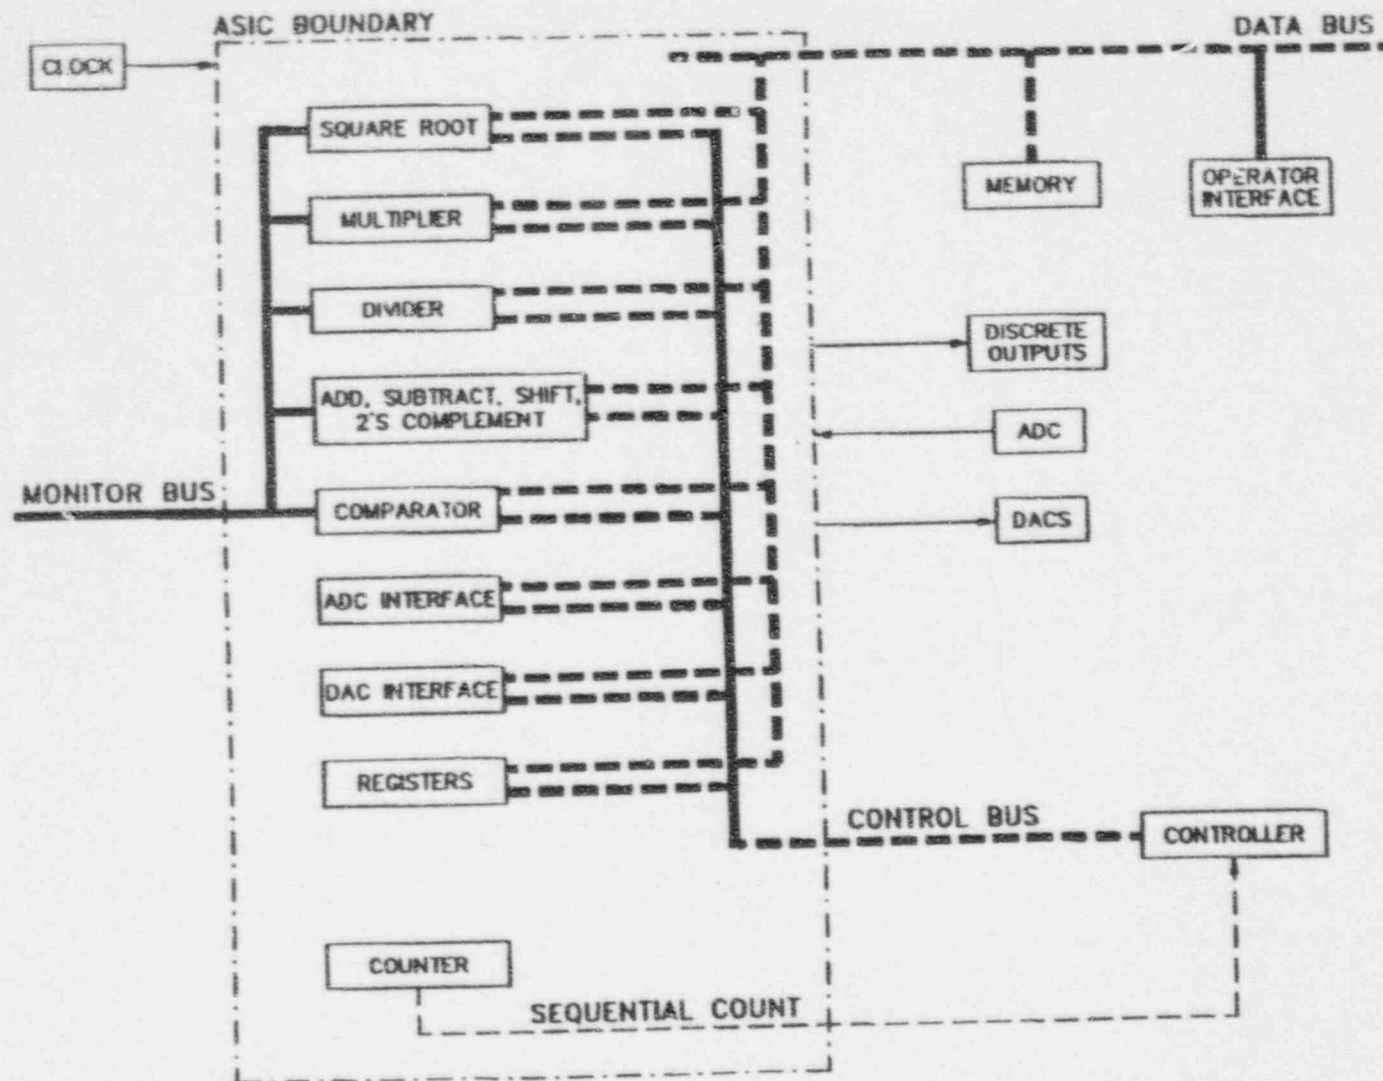 ASIC BOUNDARY
DATA BUS
CLOCK
SQUARE ROOT
MEMORY
OPERATOR
INTERFACE
MULTIPLIER
DIVIDER
DISCRETE
OUTPUTS
ADD, SUBTRACT, SHIFT,
2'S COMPLEMENT
ADC
MONITOR BUS
COMPARATOR
DACS
ADC INTERFACE
DAC INTERFACE
REGISTERS
CONTROL BUS
CONTROLLER
COUNTER
SEQUENTIAL COUNT